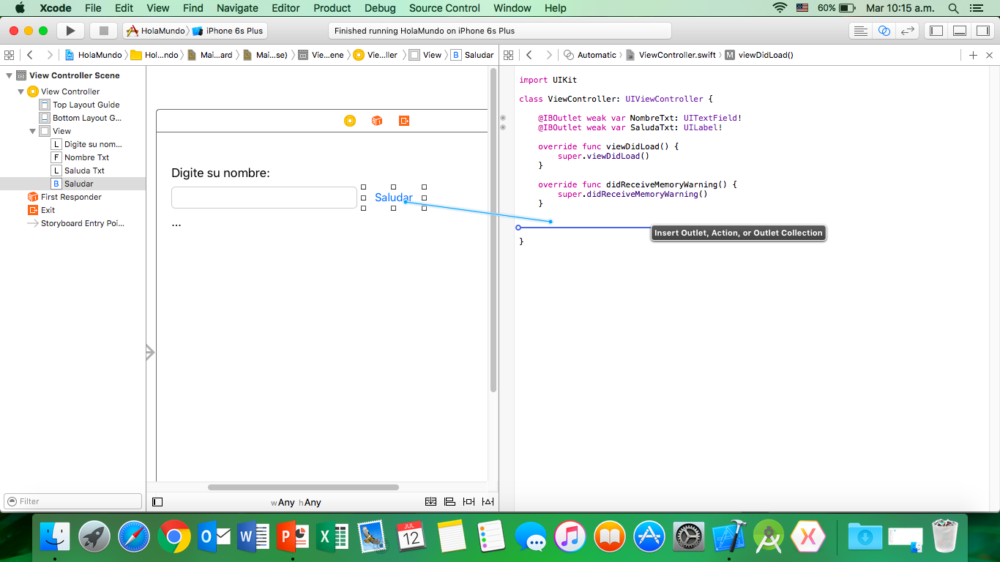 Xcode File Edit View Find Navigate Editor Product Debug Source Control Window Help 60% Mar 10:15 a.m.
HolaMundo iPhone 6s Plus Finished running HolaMundo on iPhone 6s Plus
HolaMundo Hol...ndo Mai...ard Mai...se) Vie...ene Vie...ller View B Saludar Automatic ViewController.swift M viewDidLoad()
View Controller Scene
View Controller
Top Layout Guide
Bottom Layout G...
View
L Digite su nom...
F Nombre Txt
L Saluda Txt
B Saludar
First Responder
Exit
Storyboard Entry Poi...
Filter
Digite su nombre:
Saludar
...
wAny hAny
import UIKit
class ViewController: UIViewController {
@IBOutlet weak var NombreTxt: UITextField!
@IBOutlet weak var SaludaTxt: UILabel!
override func viewDidLoad() {
super.viewDidLoad()
}
override func didReceiveMemoryWarning() {
super.didReceiveMemoryWarning()
}
Insert Outlet, Action, or Outlet Collection
}
JUL
12